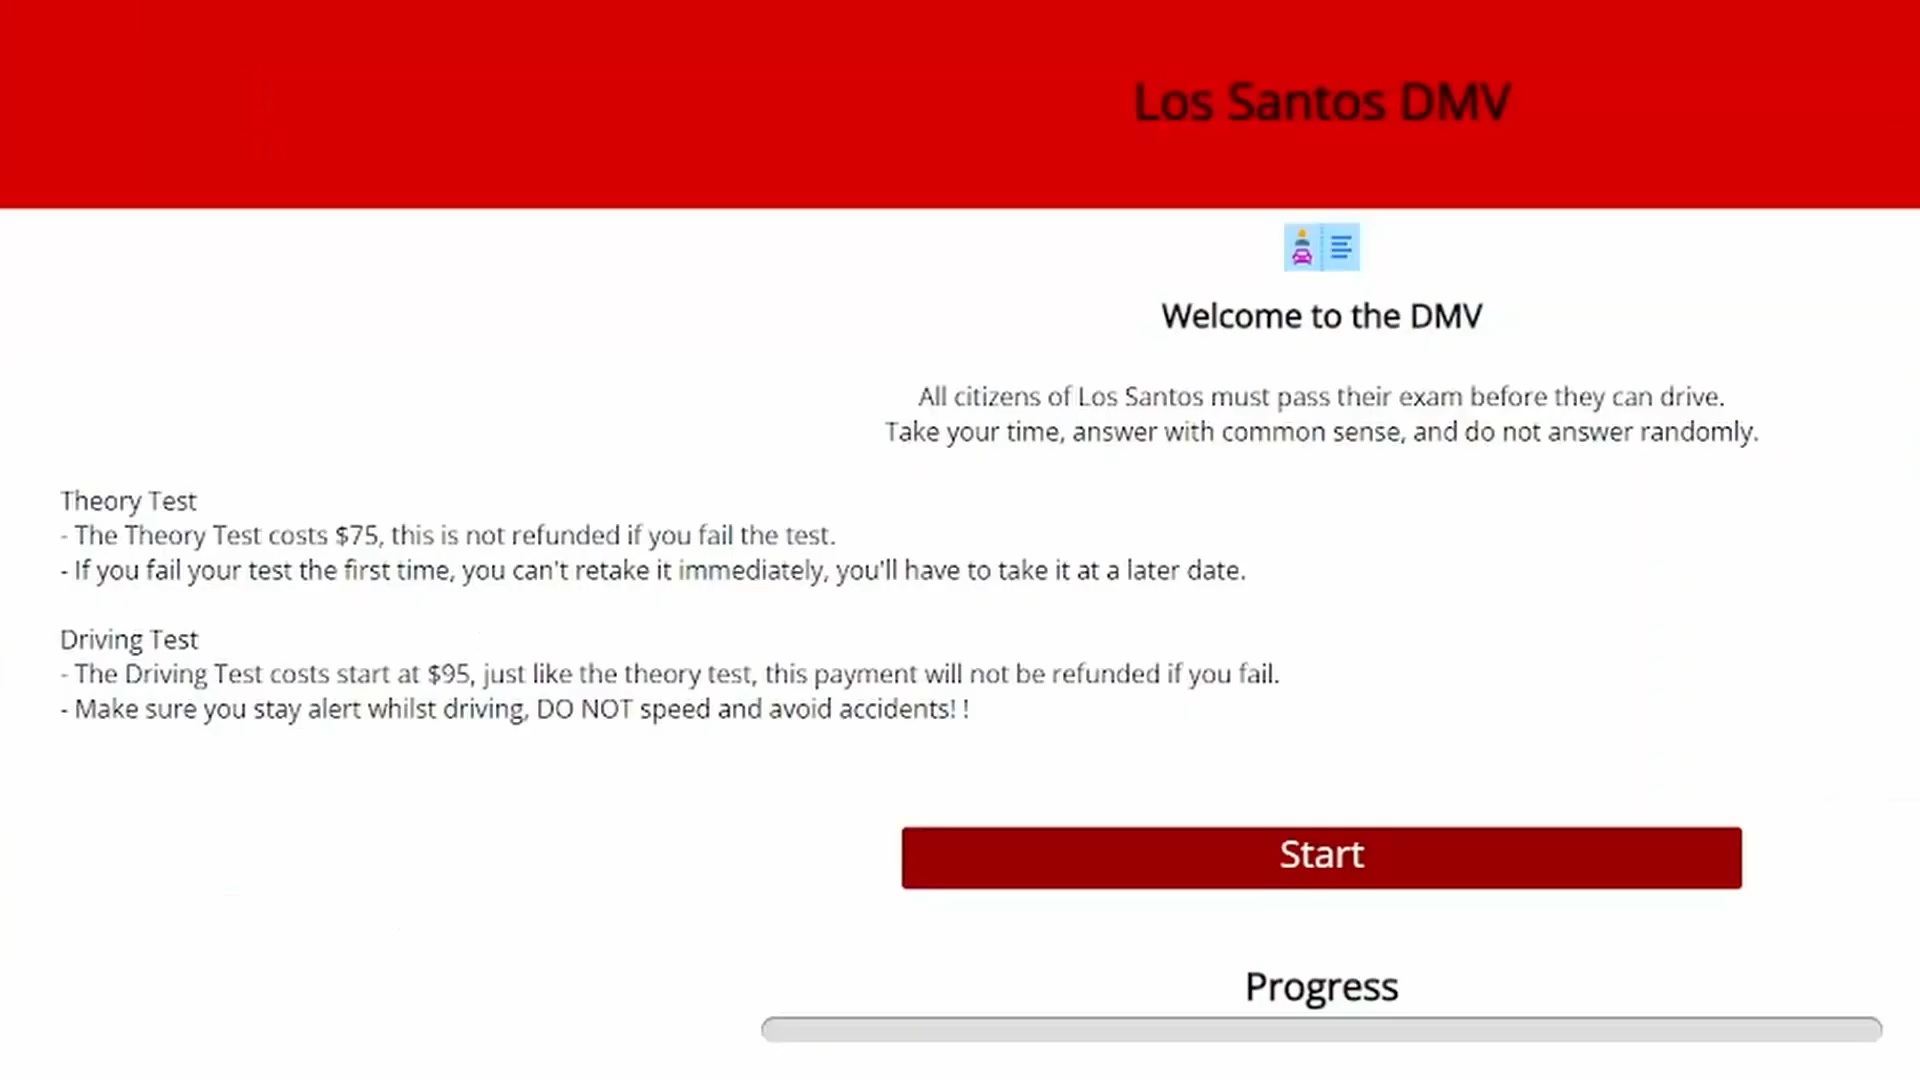 Los Santos DMV
Welcome to the DMV
All citizens of Los Santos must pass their exam before they can drive.
Take your time, answer with common sense, and do not answer randomly.
Theory Test
- The Theory Test costs $75, this is not refunded if you fail the test.
- If you fail your test the first time, you can't retake it immediately, you'll have to take it at a later date.
Driving Test
- The Driving Test costs start at $95, just like the theory test, this payment will not be refunded if you fail.
- Make sure you stay alert whilst driving, DO NOT speed and avoid accidents! !
Start
Progress